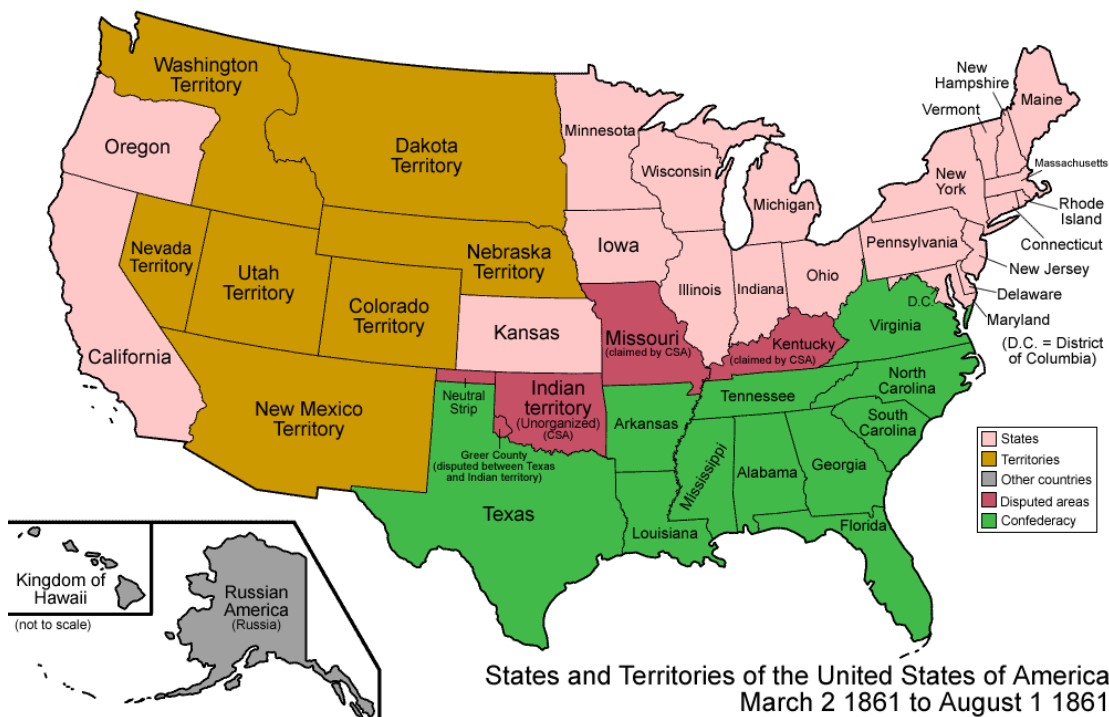 Washington
Territory
Oregon
Dakota
Territory
Minnesota
Wisconsin
Michigan
New
Hampshire
Vermont
Maine
Massachusetts
New
York
Rhode
Island
Connecticut
New Jersey
Delaware
Maryland
(D.C. = District
of Columbia)
Pennsylvania
Nevada
Territory
Utah
Territory
Colorado
Territory
Nebraska
Territory
Iowa
Illinois
Indiana
Ohio
D.C.
Virginia
California
Kansas
Missouri
(claimed by CSA)
Kentucky
(claimed by CSA)
North
Carolina
Tennessee
South
Carolina
New Mexico
Territory
Neutral
Strip
Indian
territory
(Unorganized)
(CSA)
Greer County
(disputed between Texas
and Indian territory)
Arkansas
Mississippi
Alabama
Georgia
Texas
Louisiana
Florida
States
Territories
Other countries
Disputed areas
Confederacy
Kingdom of
Hawaii
(not to scale)
Russian
America
(Russia)
States and Territories of the United States of America
March 2 1861 to August 1 1861